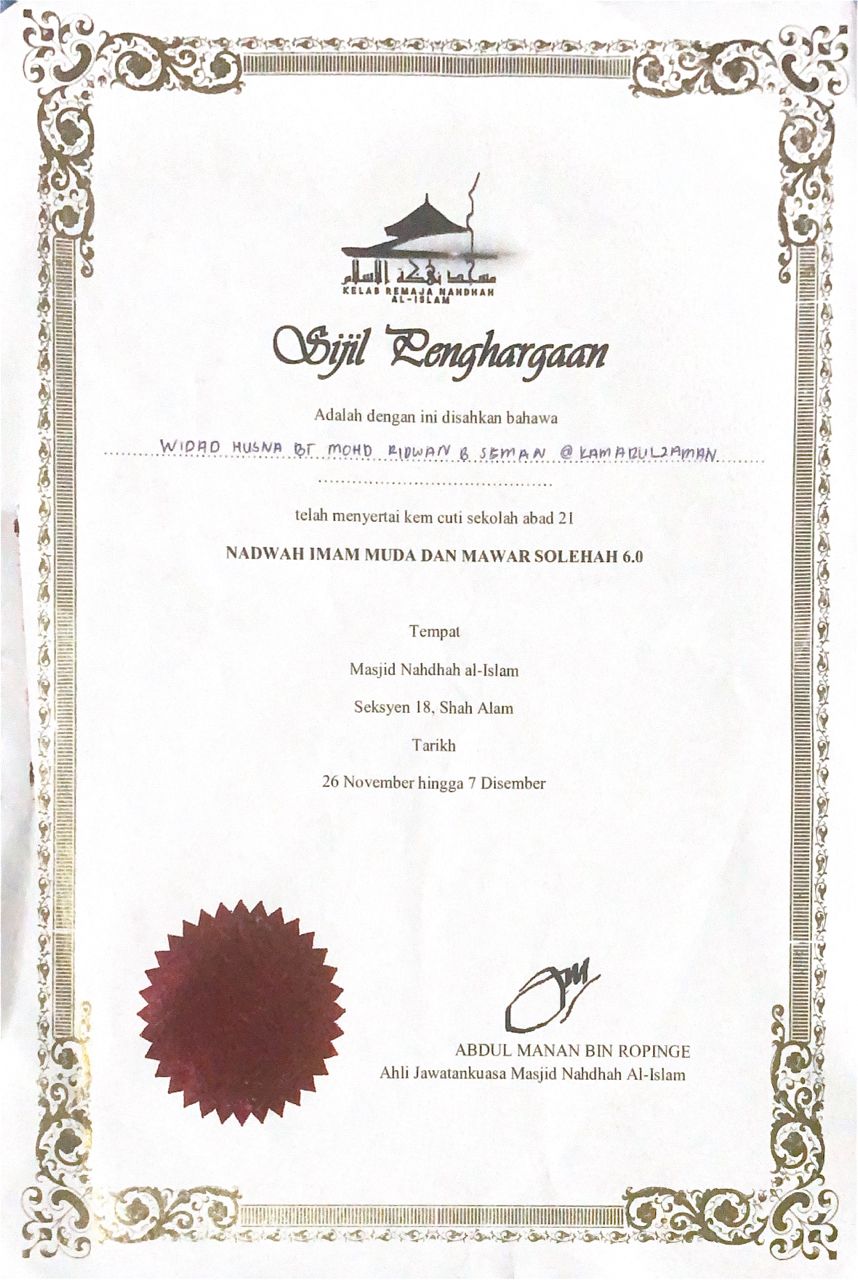 مسجد نهضة الاسلام
KELAB REMAJA NAHDHAH
AL-ISLAM
Sijil Penghargaan
Adalah dengan ini disahkan bahawa
WIDAD HUSNA BT MOHD RIDWAN B SEMAN @ KAMARULZAMAN
telah menyertai kem cuti sekolah abad 21
NADWAH IMAM MUDA DAN MAWAR SOLEHAH 6.0
Tempat
Masjid Nahdhah al-Islam
Seksyen 18, Shah Alam
Tarikh
26 November hingga 7 Disember
ABDUL MANAN BIN ROPINGE
Ahli Jawatankuasa Masjid Nahdhah Al-Islam